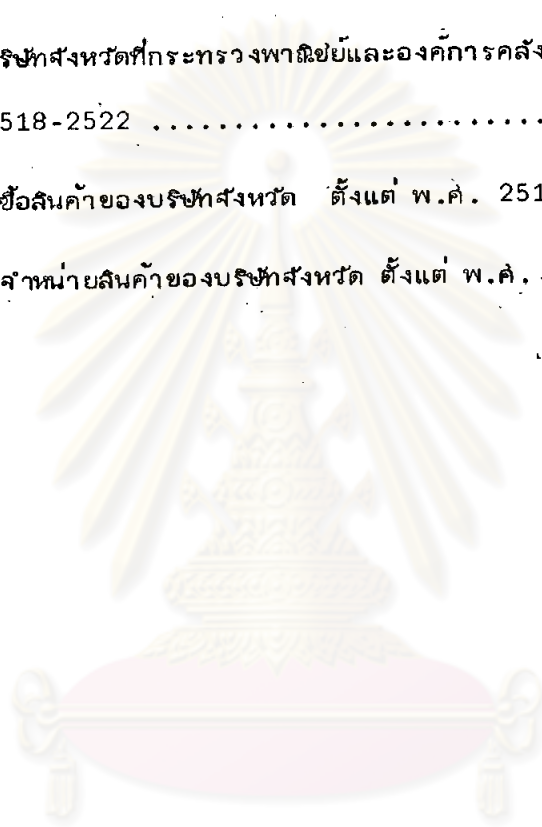 ริษัทจังหวัดที่กระทรวงพาณิชย์และองค์การคลัง
518-2522 ........................
ซื้อสินค้าของบริษัทจังหวัด ตั้งแต่ พ.ศ. 251
จำหน่ายสินค้าของบริษัทจังหวัด ตั้งแต่ พ.ศ.